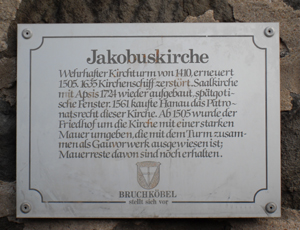 Jakobuskirche
Wehrhafter Kirchturm von 1410, erneuert
1505. 1635 Kirchenschiff zerstört. Saalkirche
mit Apsis 1724 wieder aufgebaut, spätgoti-
sche Fenster. 1561 kaufte Hanau das Patro-
natsrecht dieser Kirche. Ab 1505 wurde der
Friedhof um die Kirche mit einer starken
Mauer umgeben, die mit dem Turm zusam-
men als Gauvorwerk ausgewiesen ist;
Mauerreste davon sind noch erhalten.
BRUCHKÖBEL
stellt sich vor